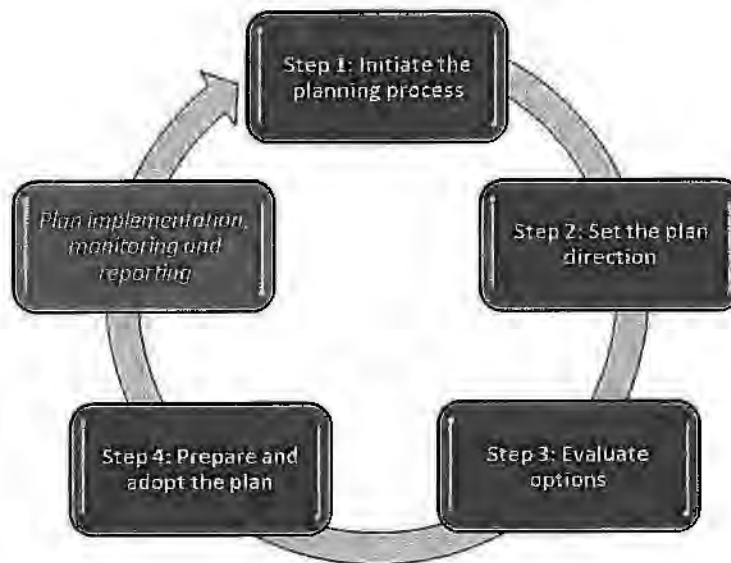 Step 1: Initiate the
planning process
Step 2: Set the plan
direction
Step 3: Evaluate
options
Step 4: Prepare and
adopt the plan
Plan implementation,
monitoring and
reporting